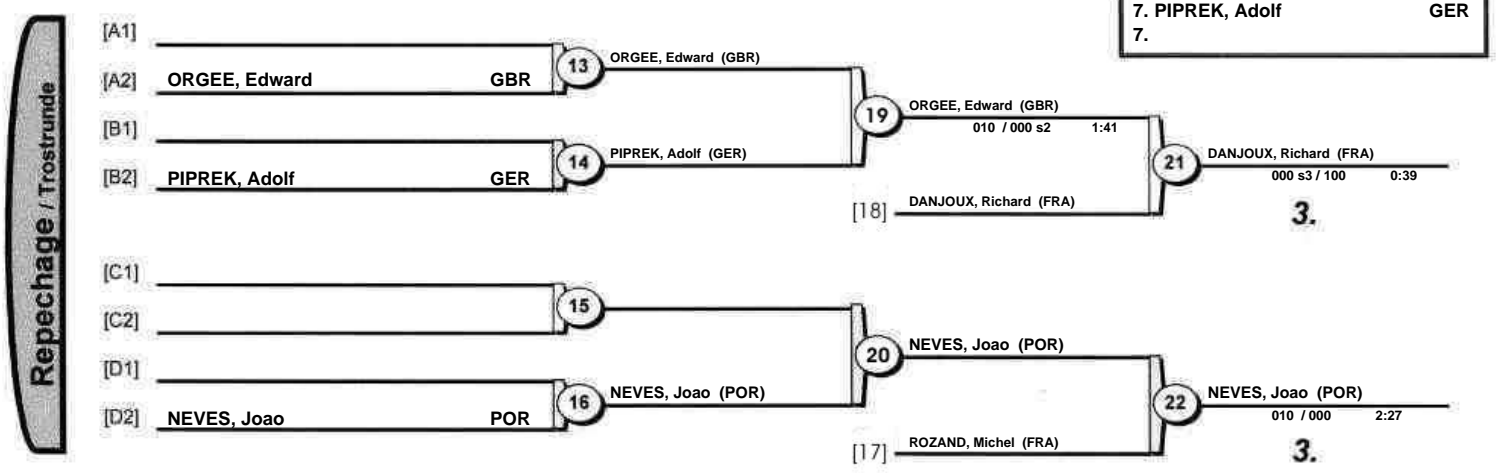 7. PIPREK, Adolf GER
7.
Repechage / Trostrunde
[A1]
[A2] ORGEE, Edward GBR
13 ORGEE, Edward (GBR)
[B1]
[B2] PIPREK, Adolf GER
14 PIPREK, Adolf (GER)
19 ORGEE, Edward (GBR)
010 / 000 s2 1:41
[18] DANJOUX, Richard (FRA)
21 DANJOUX, Richard (FRA)
000 s3 / 100 0:39
3.
[C1]
[C2]
15
[D1]
[D2] NEVES, Joao POR
16 NEVES, Joao (POR)
20 NEVES, Joao (POR)
[17] ROZAND, Michel (FRA)
22 NEVES, Joao (POR)
010 / 000 2:27
3.